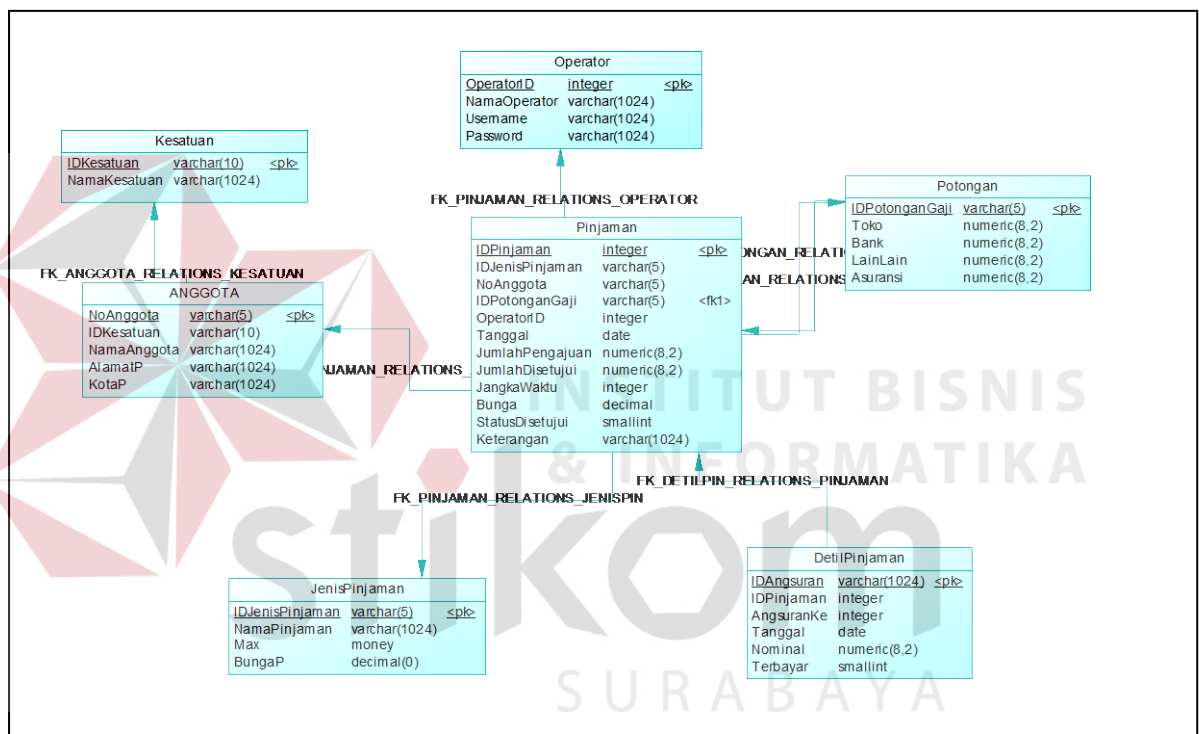 Operator
OperatorID integer <pk>
NamaOperator varchar(1024)
Username varchar(1024)
Password varchar(1024)
Kesatuan
IDKesatuan varchar(10) <pk>
NamaKesatuan varchar(1024)
FK_PINJAMAN_RELATIONS_OPERATOR
Potongan
IDPotonganGaji varchar(5) <pk>
Toko numeric(8,2)
Bank numeric(8,2)
LainLain numeric(8,2)
Asuransi numeric(8,2)
Pinjaman
IDPinjaman integer <pk>
IDJenisPinjaman varchar(5)
NoAnggota varchar(5)
IDPotonganGaji varchar(5) <fk1>
OperatorID integer
Tanggal date
JumlahPengajuan numeric(8,2)
JumlahDisetujui numeric(8,2)
JangkaWaktu integer
Bunga decimal
StatusDisetujui smallint
Keterangan varchar(1024)
ONGAN_RELATI
AN_RELATIONS
FK_ANGGOTA_RELATIONS_KESATUAN
ANGGOTA
NoAnggota varchar(5) <pk>
IDKesatuan varchar(10)
NamaAnggota varchar(1024)
AlamatP varchar(1024)
KotaP varchar(1024)
JAMAN_RELATIONS_
INSTITUT BISNIS
& INFORMATIKA
FK_DETILPIN_RELATIONS_PINJAMAN
FK_PINJAMAN_RELATIONS_JENISPIN
stikom
JenisPinjaman
IDJenisPinjaman varchar(5) <pk>
NamaPinjaman varchar(1024)
Max money
BungaP decimal(0)
DetilPinjaman
IDAngsuran varchar(1024) <pk>
IDPinjaman integer
AngsuranKe integer
Tanggal date
Nominal numeric(8,2)
Terbayar smallint
SURABAYA